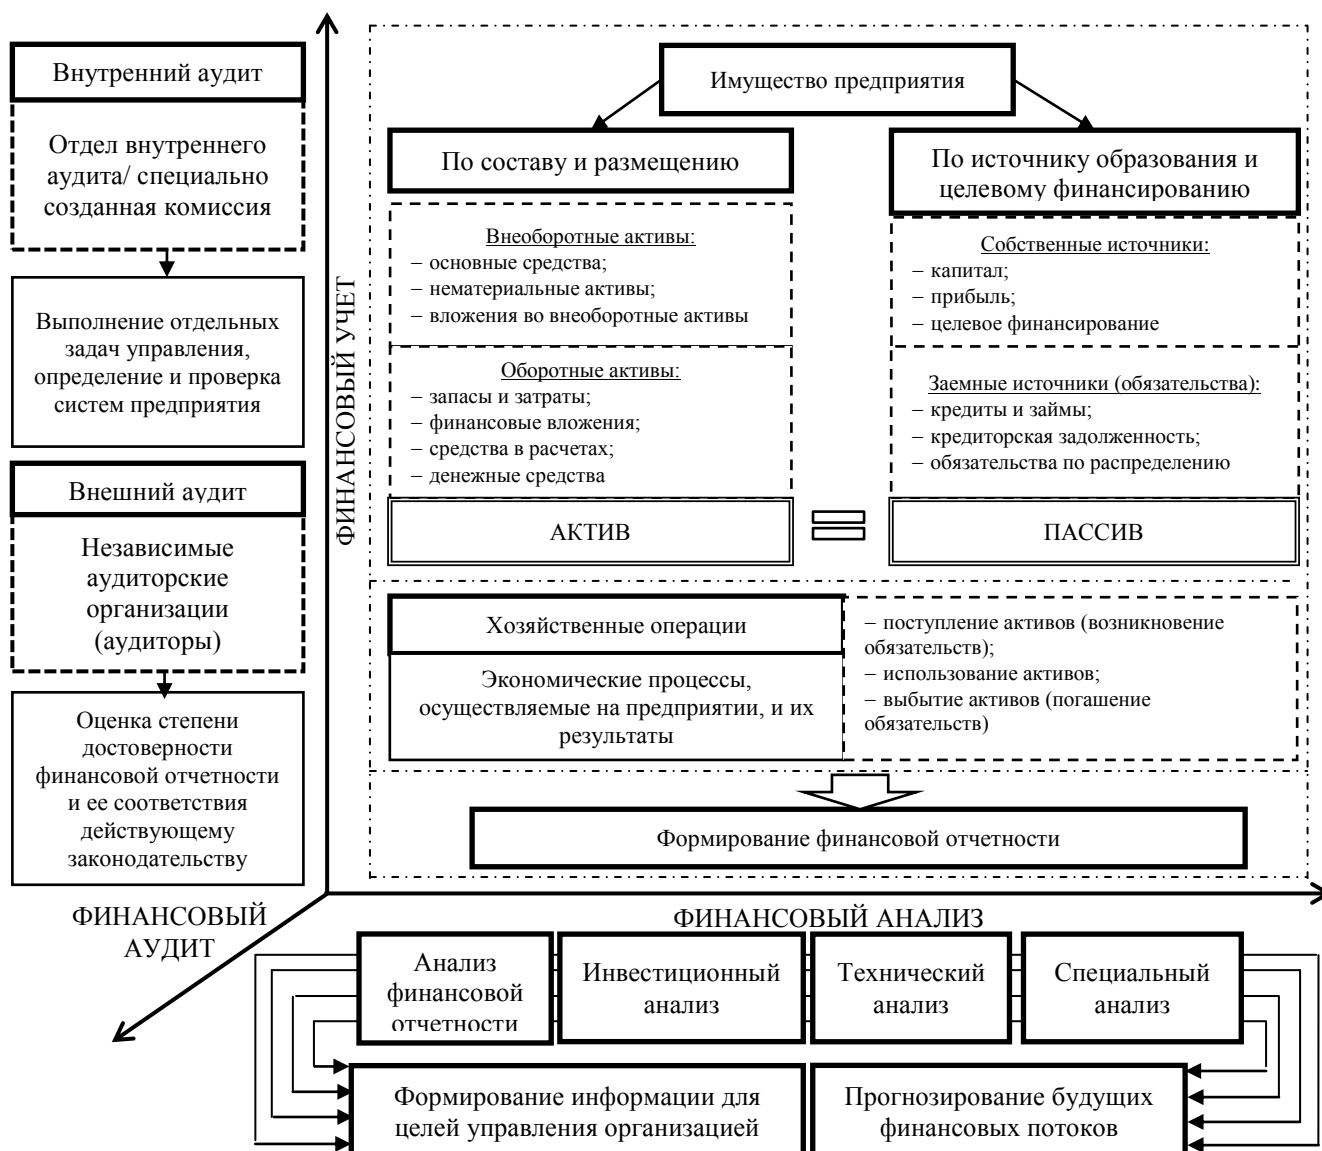 Внутренний аудит
Отдел внутреннего
аудита/ специально
созданная комиссия
Выполнение отдельных
задач управления,
определение и проверка
систем предприятия
Внешний аудит
Независимые
аудиторские
организации
(аудиторы)
Оценка степени
достоверности
финансовой отчетности
и ее соответствия
действующему
законодательству
ФИНАНСОВЫЙ УЧЕТ
Имущество предприятия
По составу и размещению
По источнику образования и
целевому финансированию
Внеоборотные активы:
– основные средства;
– нематериальные активы;
– вложения во внеоборотные активы
Собственные источники:
– капитал;
– прибыль;
– целевое финансирование
Оборотные активы:
– запасы и затраты;
– финансовые вложения;
– средства в расчетах;
– денежные средства
Заемные источники (обязательства):
– кредиты и займы;
– кредиторская задолженность;
– обязательства по распределению
АКТИВ
ПАССИВ
Хозяйственные операции
Экономические процессы,
осуществляемые на предприятии, и их
результаты
– поступление активов (возникновение
обязательств);
– использование активов;
– выбытие активов (погашение
обязательств)
Формирование финансовой отчетности
ФИНАНСОВЫЙ
АУДИТ
ФИНАНСОВЫЙ АНАЛИЗ
Анализ
финансовой
отчетности
Инвестиционный
анализ
Технический
анализ
Специальный
анализ
Формирование информации для
целей управления организацией
Прогнозирование будущих
финансовых потоков